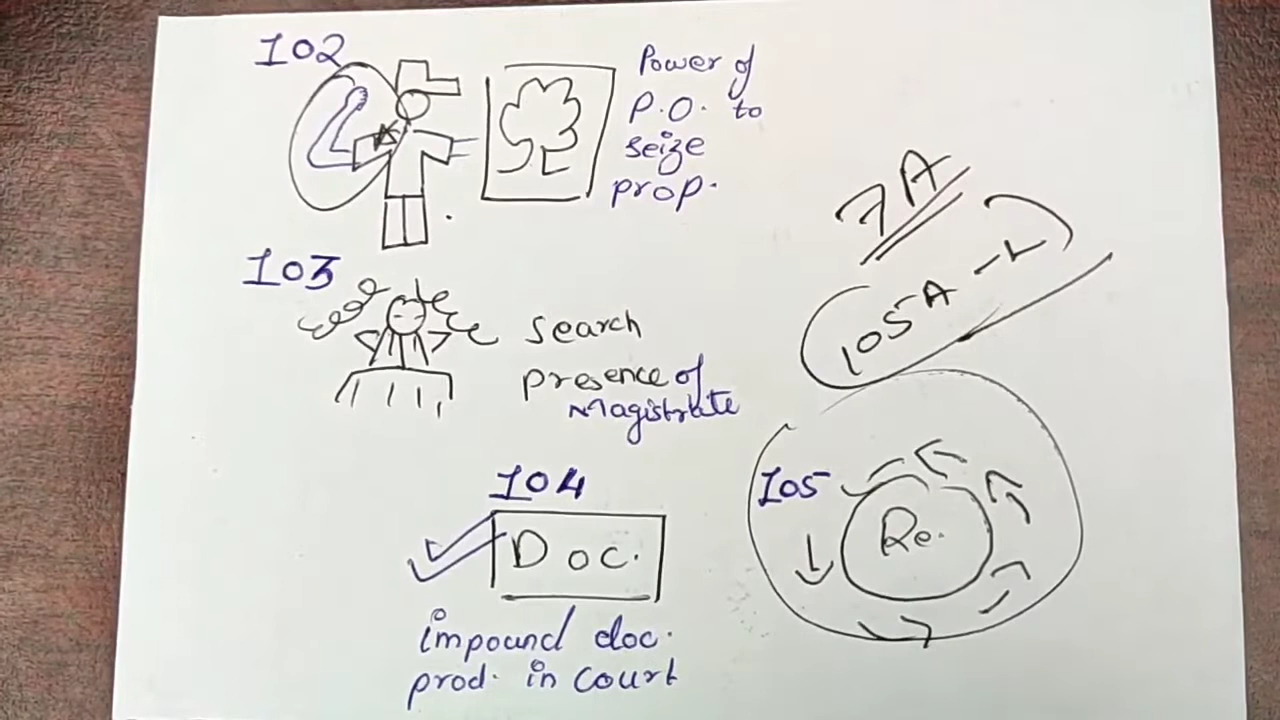 102
Power of
P.O. to
seize
prop.
103
Search
presence of
Magistrate
7A
105A - L
104
Doc.
impound doc.
prod. in court
105
Re.